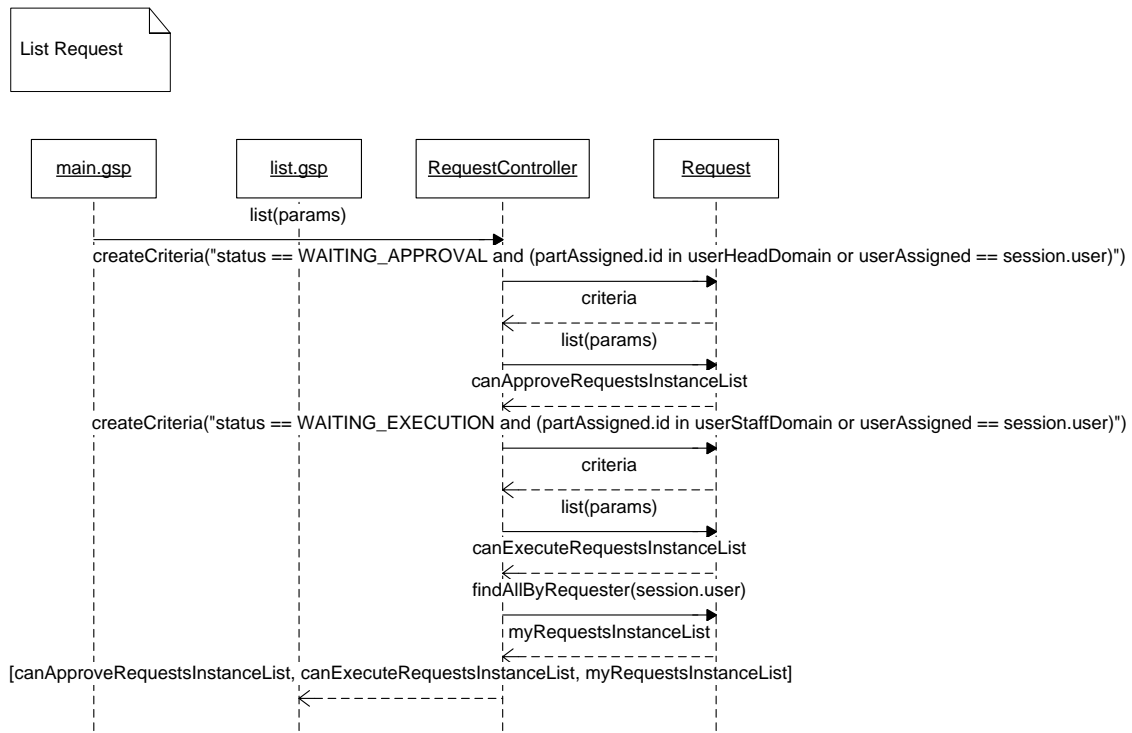 List Request
main.gsp
list.gsp
RequestController
Request
list(params)
createCriteria("status == WAITING_APPROVAL and (partAssigned.id in userHeadDomain or userAssigned == session.user)")
criteria
list(params)
canApproveRequestsInstanceList
createCriteria("status == WAITING_EXECUTION and (partAssigned.id in userStaffDomain or userAssigned == session.user)")
criteria
list(params)
canExecuteRequestsInstanceList
findAllByRequester(session.user)
myRequestsInstanceList
[canApproveRequestsInstanceList, canExecuteRequestsInstanceList, myRequestsInstanceList]